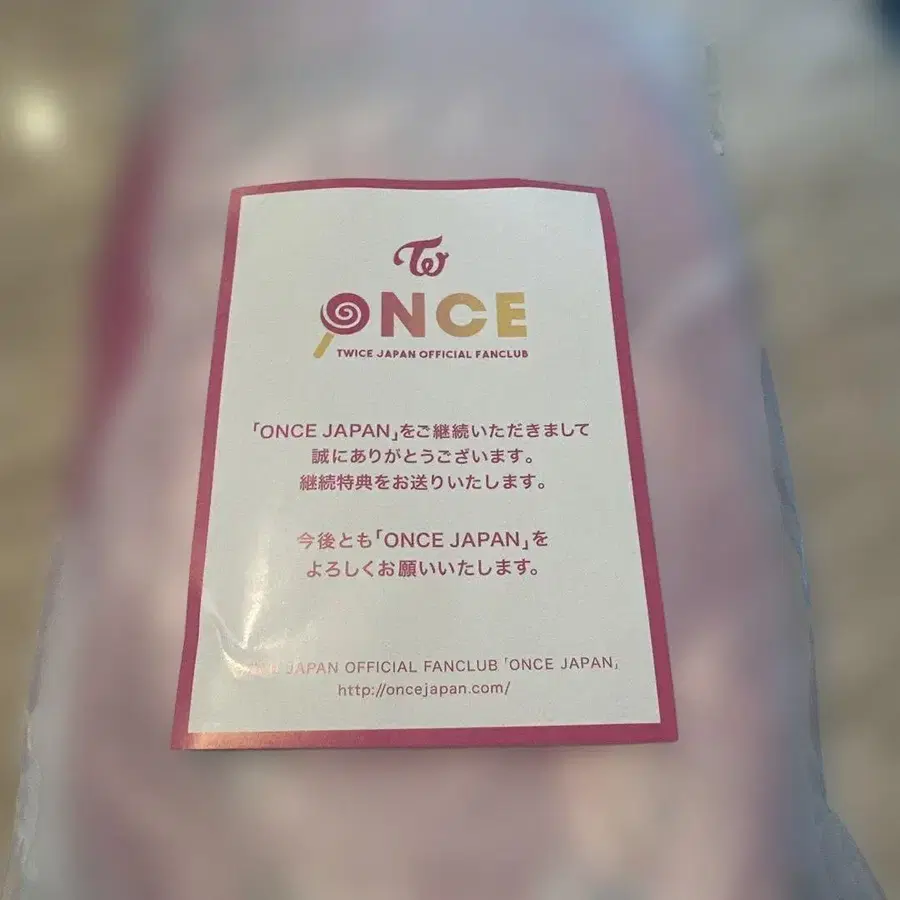 TW
ONCE
TWICE JAPAN OFFICIAL FANCLUB
「ONCE JAPAN」をご継続いただきまして
誠にありがとうございます。
継続特典をお送りいたします。
今後とも「ONCE JAPAN」を
よろしくお願いいたします。
JAPAN OFFICIAL FANCLUB「ONCE JAPAN」
http://oncejapan.com/